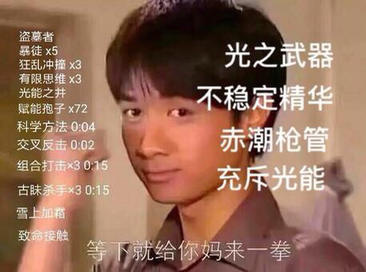 盗墓者
暴徒 x5
狂乱冲撞 x3
有限思维 x3
光能之井
赋能孢子 x72
科学方法 0:04
交叉反击 0:02
组合打击×3 0:15
古昧杀手×3 0:15
雪上加霜
致命接触
光之武器
不稳定精华
赤潮枪管
充斥光能
等下就给你妈来一拳